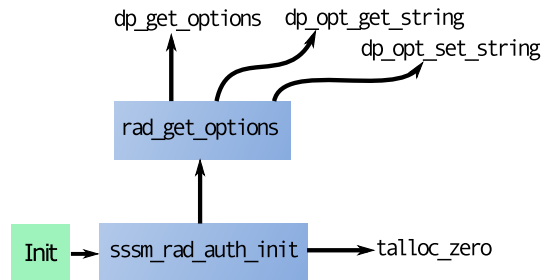 dp_get_options
dp_opt_get_string
dp_opt_set_string
rad_get_options
Init
sssm_rad_auth_init
talloc_zero